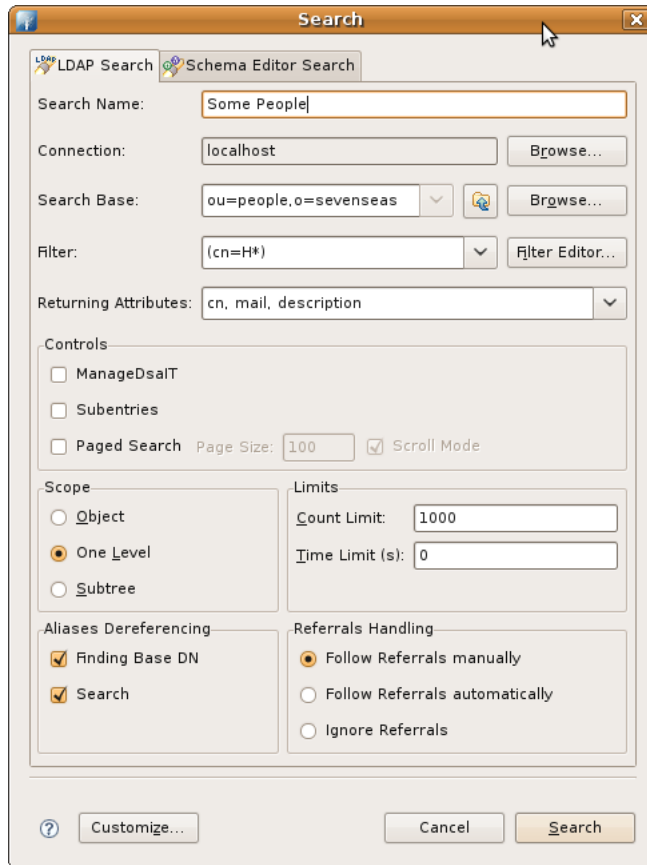 Search
LDAP
LDAP Search Schema Editor Search
Search Name: Some People
Connection: localhost Browse...
Search Base: ou=people,o=sevenseas Browse...
Filter: (cn=H*) Filter Editor...
Returning Attributes: cn, mail, description
Controls
ManageDsaIT
Subentries
Paged Search Page Size: 100 Scroll Mode
Scope Limits
Object Count Limit: 1000
One Level Time Limit (s): 0
Subtree
Aliases Dereferencing Referrals Handling
Finding Base DN Follow Referrals manually
Search Follow Referrals automatically
Ignore Referrals
? Customize... Cancel Search